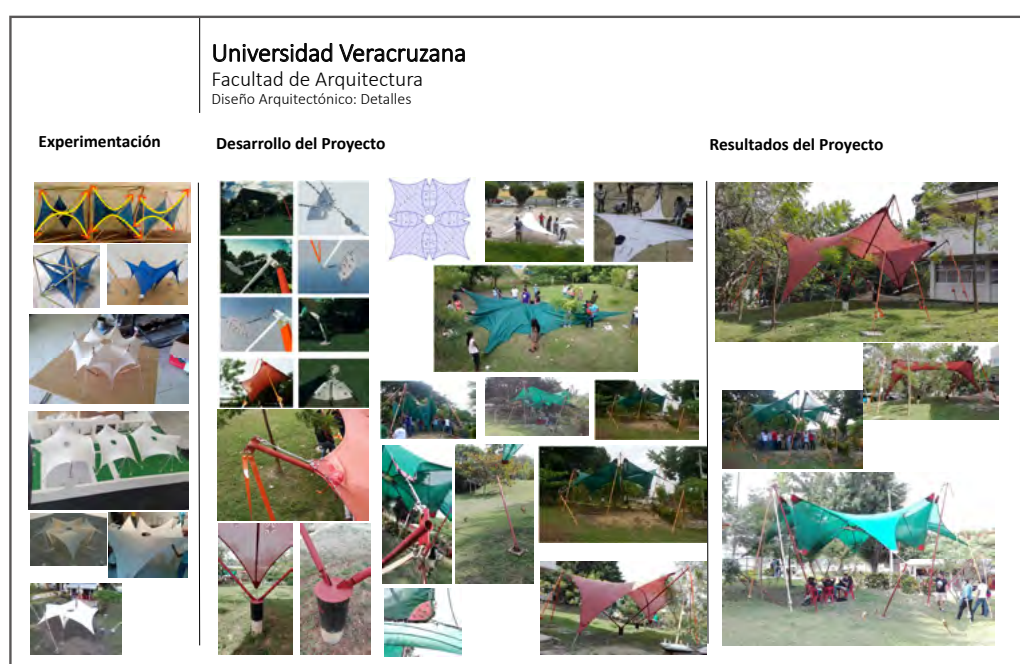 Universidad Veracruzana
Facultad de Arquitectura
Diseño Arquitectónico: Detalles
Experimentación
Desarrollo del Proyecto
Resultados del Proyecto